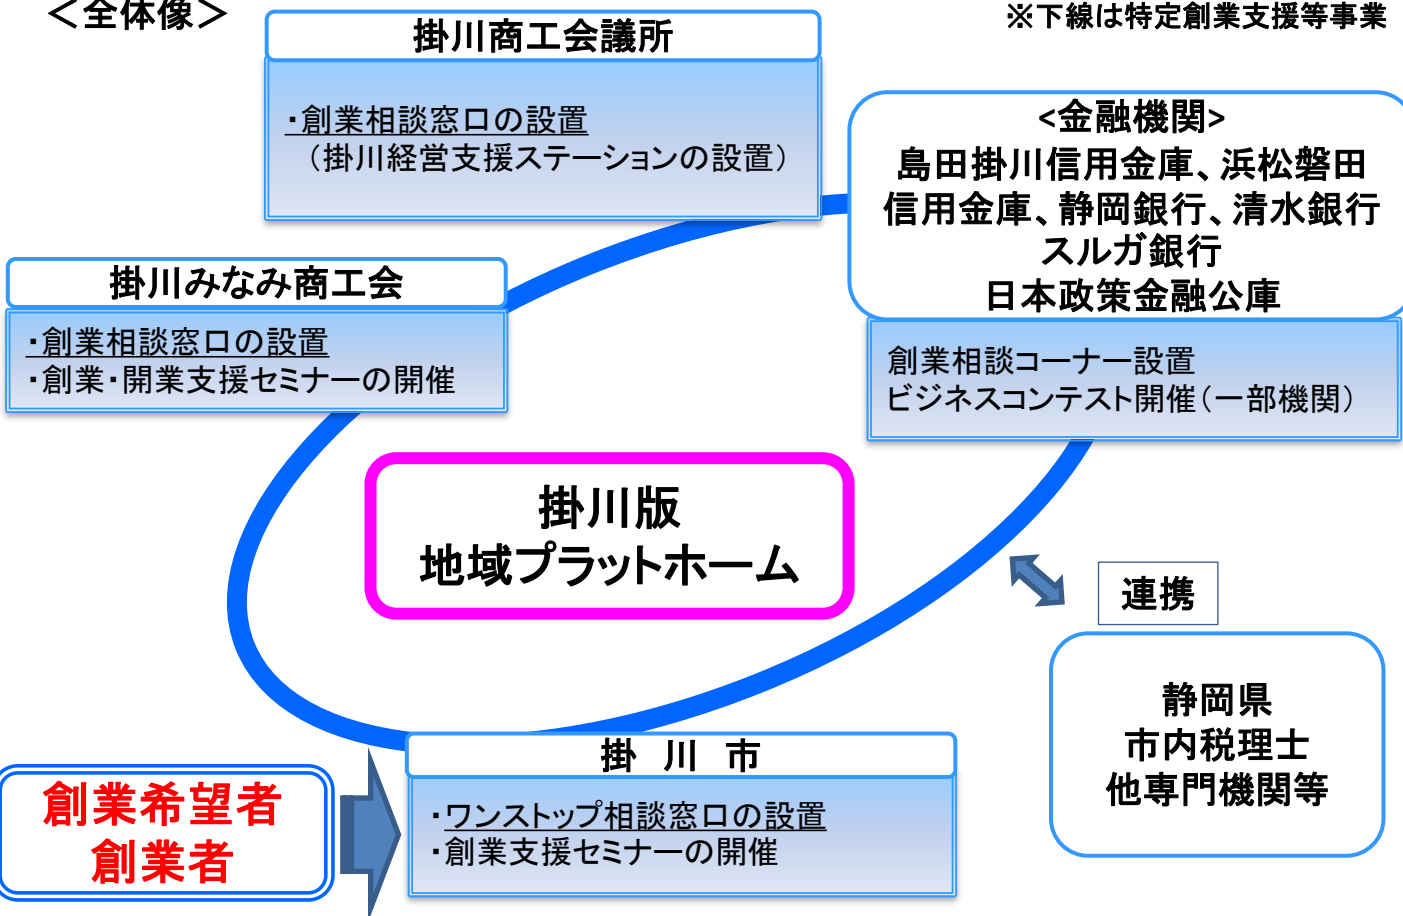 ＜全体像＞
※下線は特定創業支援等事業
掛川商工会議所
・創業相談窓口の設置
（掛川経営支援ステーションの設置）
<金融機関>
島田掛川信用金庫、浜松磐田
信用金庫、静岡銀行、清水銀行
スルガ銀行
日本政策金融公庫
創業相談コーナー設置
ビジネスコンテスト開催（一部機関）
掛川みなみ商工会
・創業相談窓口の設置
・創業・開業支援セミナーの開催
掛川版
地域プラットホーム
連携
静岡県
市内税理士
他専門機関等
掛　川　市
・ワンストップ相談窓口の設置
・創業支援セミナーの開催
創業希望者
創業者